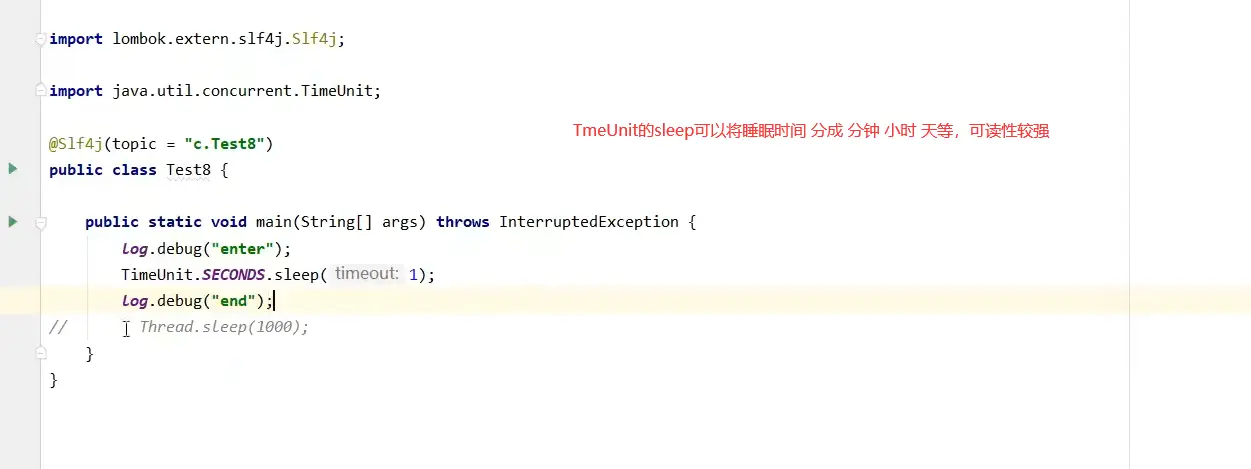 import lombok.extern.slf4j.Slf4j;
import java.util.concurrent.TimeUnit;
TmeUnit的sleep可以将睡眠时间 分成 分钟 小时 天等，可读性较强
@Slf4j(topic = "c.Test8")
public class Test8 {
public static void main(String[] args) throws InterruptedException {
log.debug("enter");
TimeUnit.SECONDS.sleep( timeout: 1);
log.debug("end");
// Thread.sleep(1000);
}
}